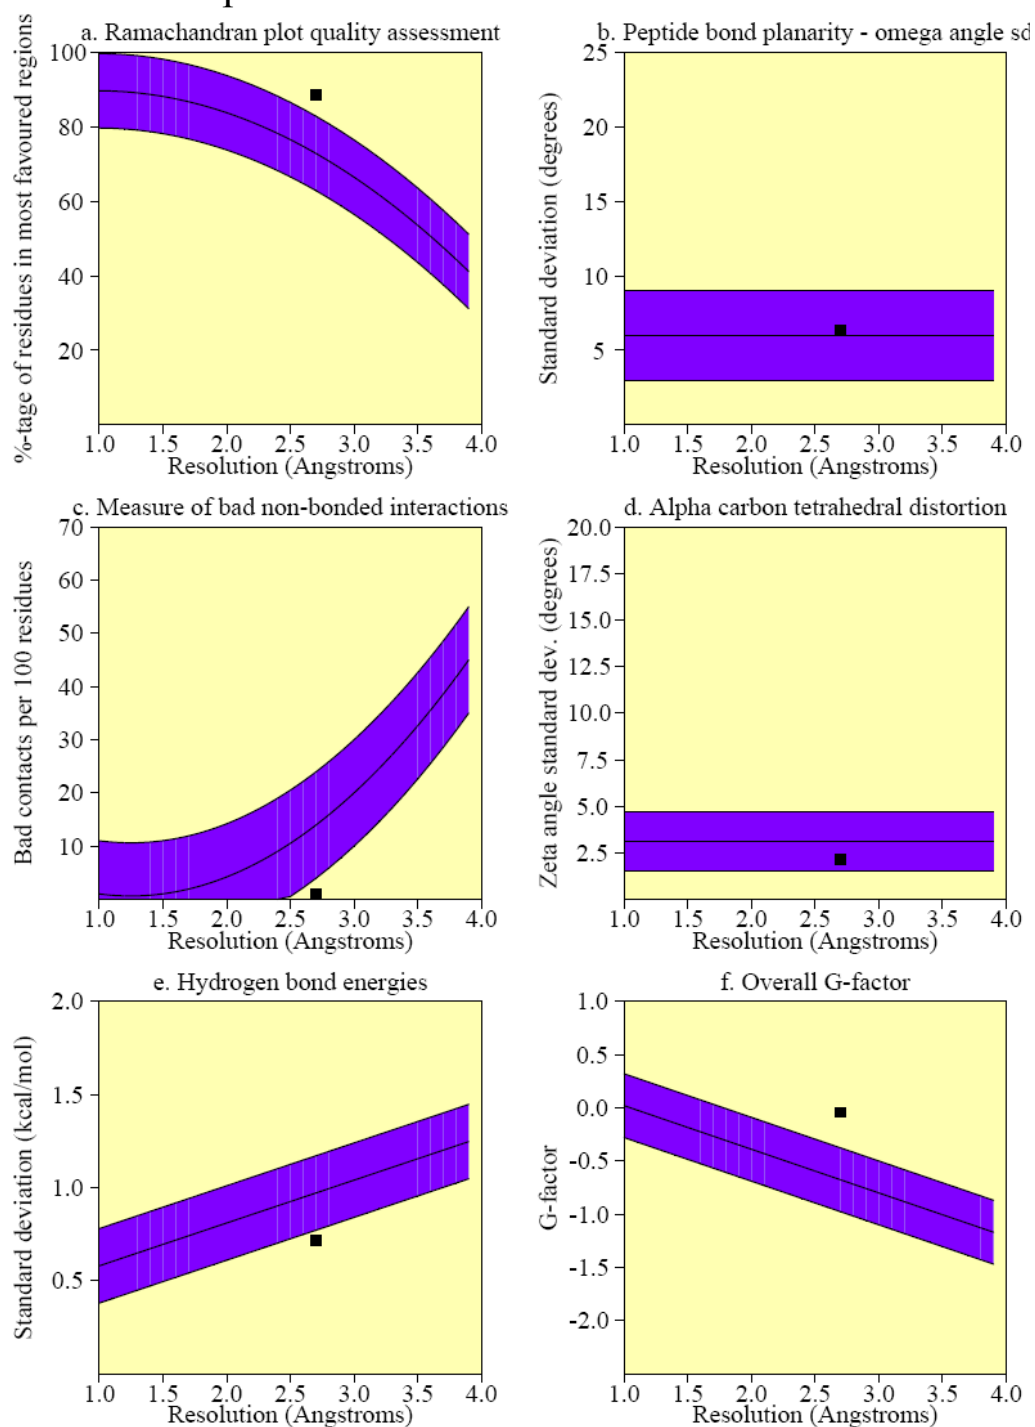 a. Ramachandran plot quality assessment
%-tage of residues in most favoured regions
100
80
60
40
20
1.0 1.5 2.0 2.5 3.0 3.5 4.0
Resolution (Angstroms)
b. Peptide bond planarity - omega angle sd
Standard deviation (degrees)
25
20
15
10
5
1.0 1.5 2.0 2.5 3.0 3.5 4.0
Resolution (Angstroms)
c. Measure of bad non-bonded interactions
Bad contacts per 100 residues
70
60
50
40
30
20
10
1.0 1.5 2.0 2.5 3.0 3.5 4.0
Resolution (Angstroms)
d. Alpha carbon tetrahedral distortion
Zeta angle standard dev. (degrees)
20.0
17.5
15.0
12.5
10.0
7.5
5.0
2.5
1.0 1.5 2.0 2.5 3.0 3.5 4.0
Resolution (Angstroms)
e. Hydrogen bond energies
Standard deviation (kcal/mol)
2.0
1.5
1.0
0.5
1.0 1.5 2.0 2.5 3.0 3.5 4.0
Resolution (Angstroms)
f. Overall G-factor
G-factor
1.0
0.5
0.0
-0.5
-1.0
-1.5
-2.0
1.0 1.5 2.0 2.5 3.0 3.5 4.0
Resolution (Angstroms)